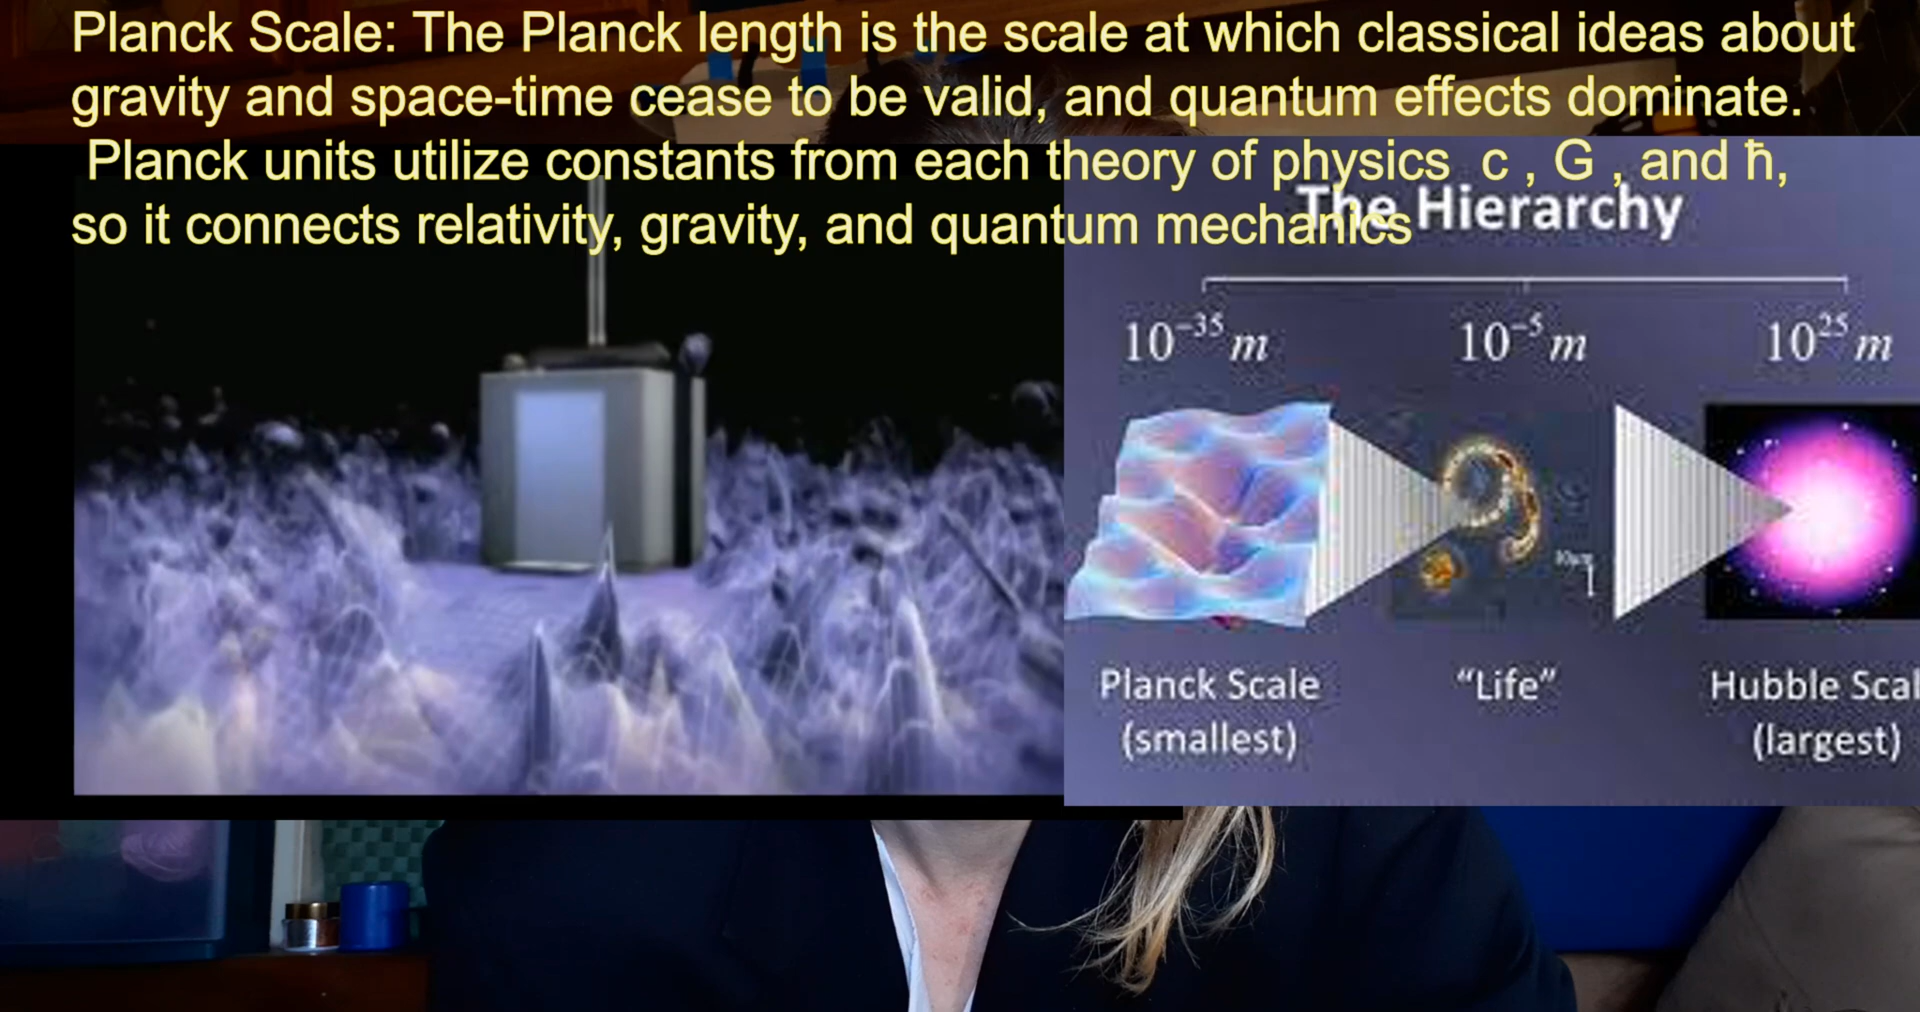 Planck Scale: The Planck length is the scale at which classical ideas about
gravity and space-time cease to be valid, and quantum effects dominate.
Planck units utilize constants from each theory of physics c , G , and ħ,
so it connects relativity, gravity, and quantum mechanics
The Hierarchy
10⁻³⁵ m 10⁻⁵ m 10²⁵ m
Planck Scale “Life” Hubble Scal
(smallest) (largest)